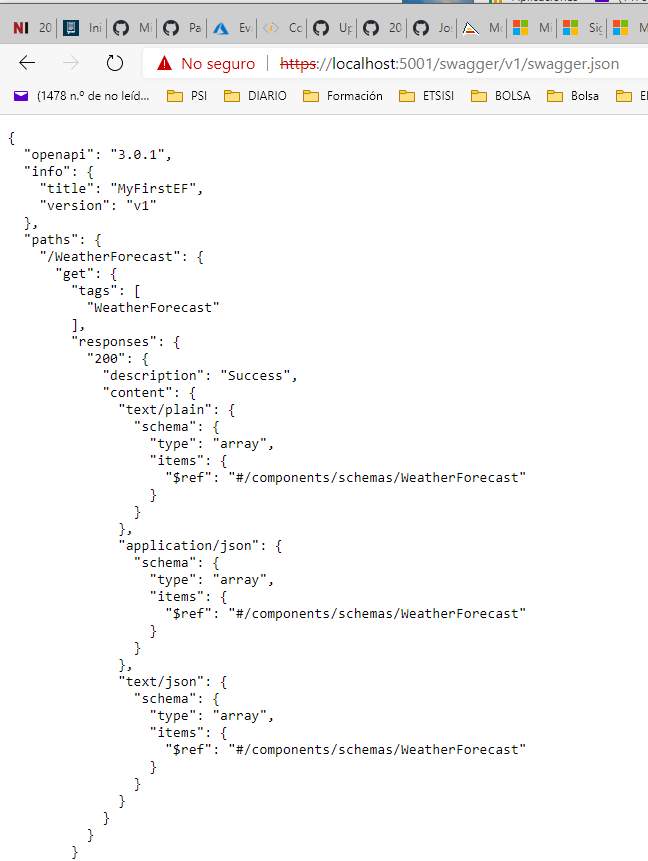 Aplicaciones
NI 20 Ini Mi Pa Ev Cc Up 20 Jo Mc Mi Sig M
No seguro https://localhost:5001/swagger/v1/swagger.json
(1478 n.º de no leíd... PSI DIARIO Formación ETSISI BOLSA Bolsa
{
"openapi": "3.0.1",
"info": {
"title": "MyFirstEF",
"version": "v1"
},
"paths": {
"/WeatherForecast": {
"get": {
"tags": [
"WeatherForecast"
],
"responses": {
"200": {
"description": "Success",
"content": {
"text/plain": {
"schema": {
"type": "array",
"items": {
"$ref": "#/components/schemas/WeatherForecast"
}
}
},
"application/json": {
"schema": {
"type": "array",
"items": {
"$ref": "#/components/schemas/WeatherForecast"
}
}
},
"text/json": {
"schema": {
"type": "array",
"items": {
"$ref": "#/components/schemas/WeatherForecast"
}
}
}
}
}
}